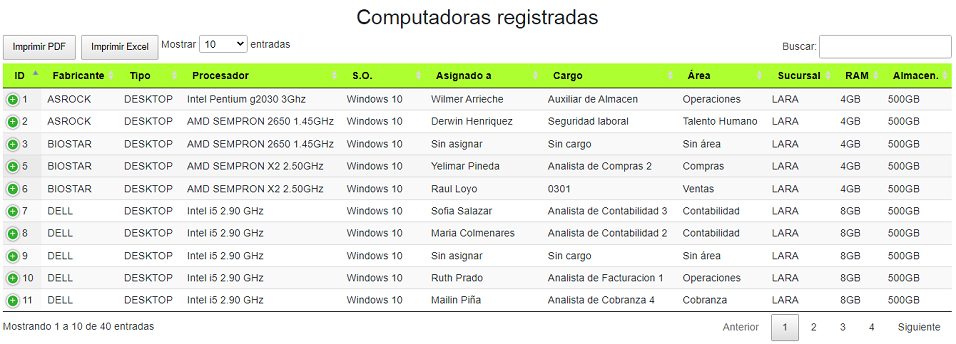 Computadoras registradas
Imprimir PDF Imprimir Excel Mostrar 10 entradas Buscar:
ID Fabricante Tipo Procesador S.O. Asignado a Cargo Área Sucursal RAM Almacen.
1 ASROCK DESKTOP Intel Pentium g2030 3Ghz Windows 10 Wilmer Arrieche Auxiliar de Almacen Operaciones LARA 4GB 500GB
2 ASROCK DESKTOP AMD SEMPRON 2650 1.45GHz Windows 10 Derwin Henriquez Seguridad laboral Talento Humano LARA 4GB 500GB
3 BIOSTAR DESKTOP AMD SEMPRON 2650 1.45GHz Windows 10 Sin asignar Sin cargo Sin área LARA 4GB 500GB
5 BIOSTAR DESKTOP AMD SEMPRON X2 2.50GHz Windows 10 Yelimar Pineda Analista de Compras 2 Compras LARA 4GB 500GB
6 BIOSTAR DESKTOP AMD SEMPRON X2 2.50GHz Windows 10 Raul Loyo 0301 Ventas LARA 4GB 500GB
7 DELL DESKTOP Intel i5 2.90 GHz Windows 10 Sofia Salazar Analista de Contabilidad 3 Contabilidad LARA 8GB 500GB
8 DELL DESKTOP Intel i5 2.90 GHz Windows 10 Maria Colmenares Analista de Contabilidad 2 Contabilidad LARA 8GB 500GB
9 DELL DESKTOP Intel i5 2.90 GHz Windows 10 Sin asignar Sin cargo Sin área LARA 8GB 500GB
10 DELL DESKTOP Intel i5 2.90 GHz Windows 10 Ruth Prado Analista de Facturacion 1 Operaciones LARA 8GB 500GB
11 DELL DESKTOP Intel i5 2.90 GHz Windows 10 Mailin Piña Analista de Cobranza 4 Cobranza LARA 8GB 500GB
Mostrando 1 a 10 de 40 entradas Anterior 1 2 3 4 Siguiente